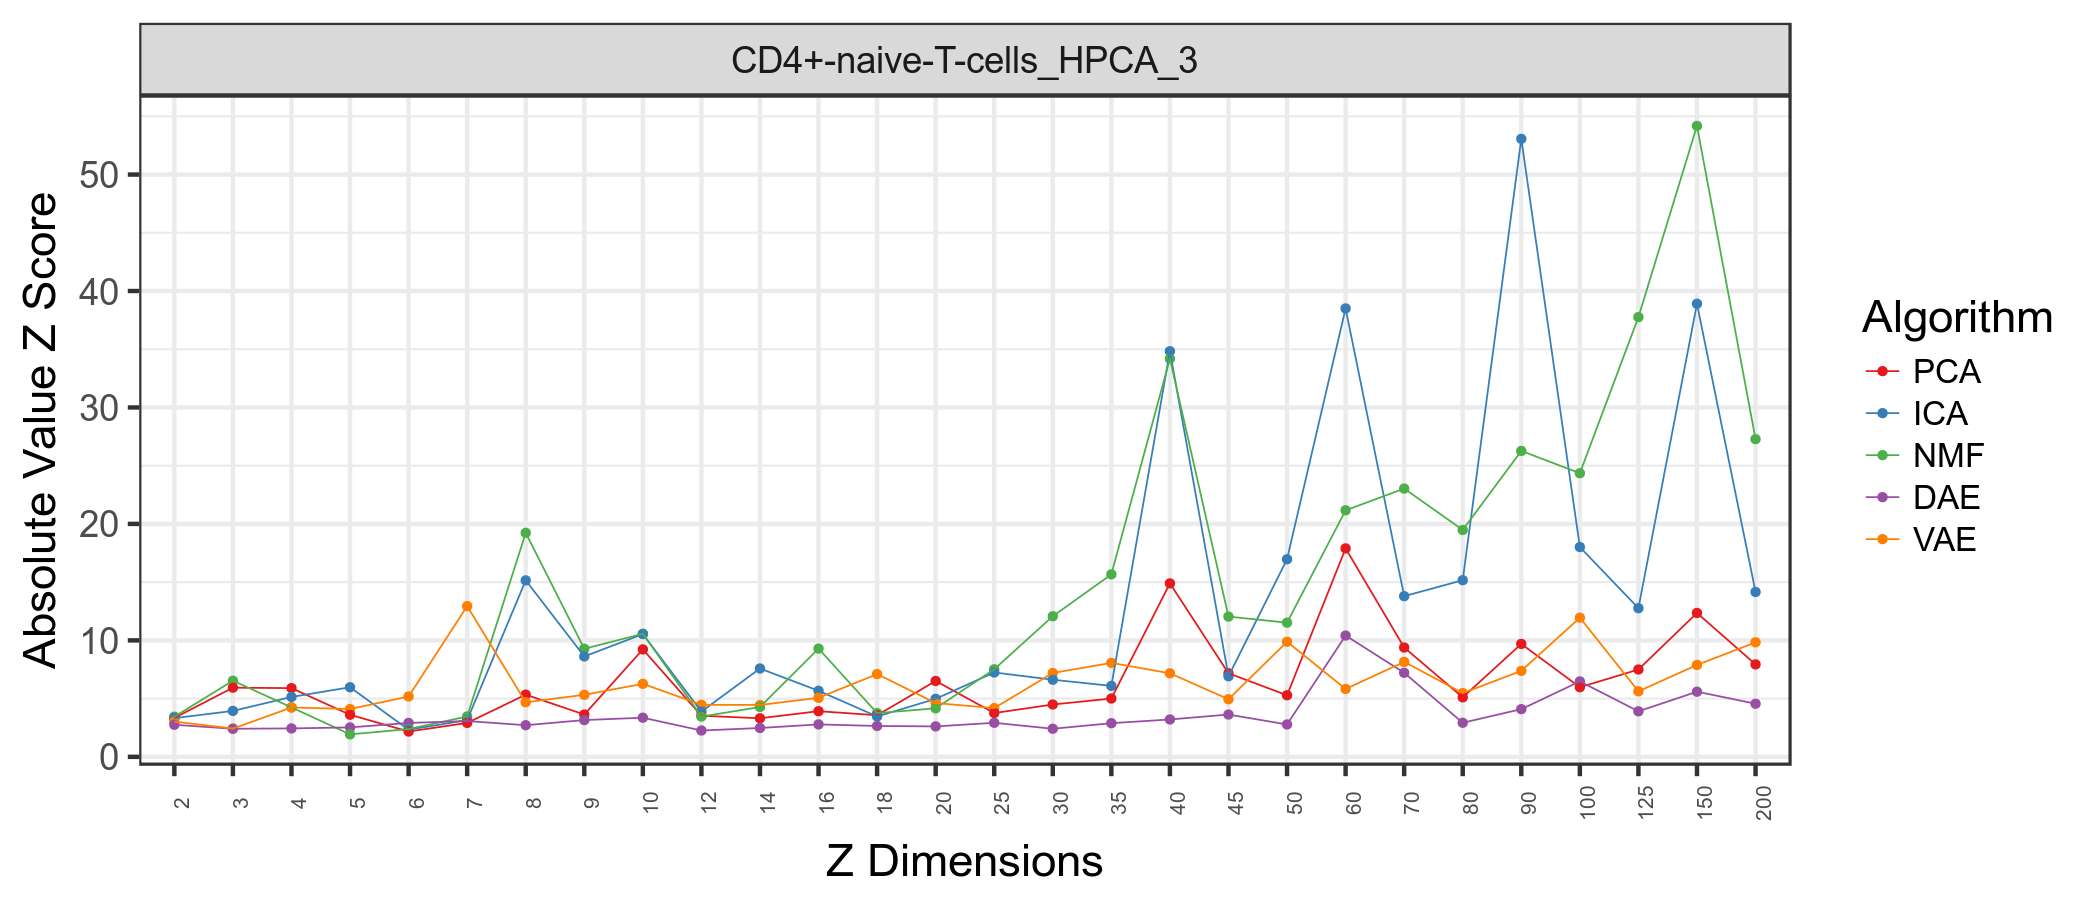 CD4+-naive-T-cells_HPCA_3
Absolute Value Z Score
50
40
30
20
10
0
2 3 4 5 6 7 8 9 10 12 14 16 18 20 25 30 35 40 45 50 60 70 80 90 100 125 150 200
Z Dimensions
Algorithm
PCA
ICA
NMF
DAE
VAE